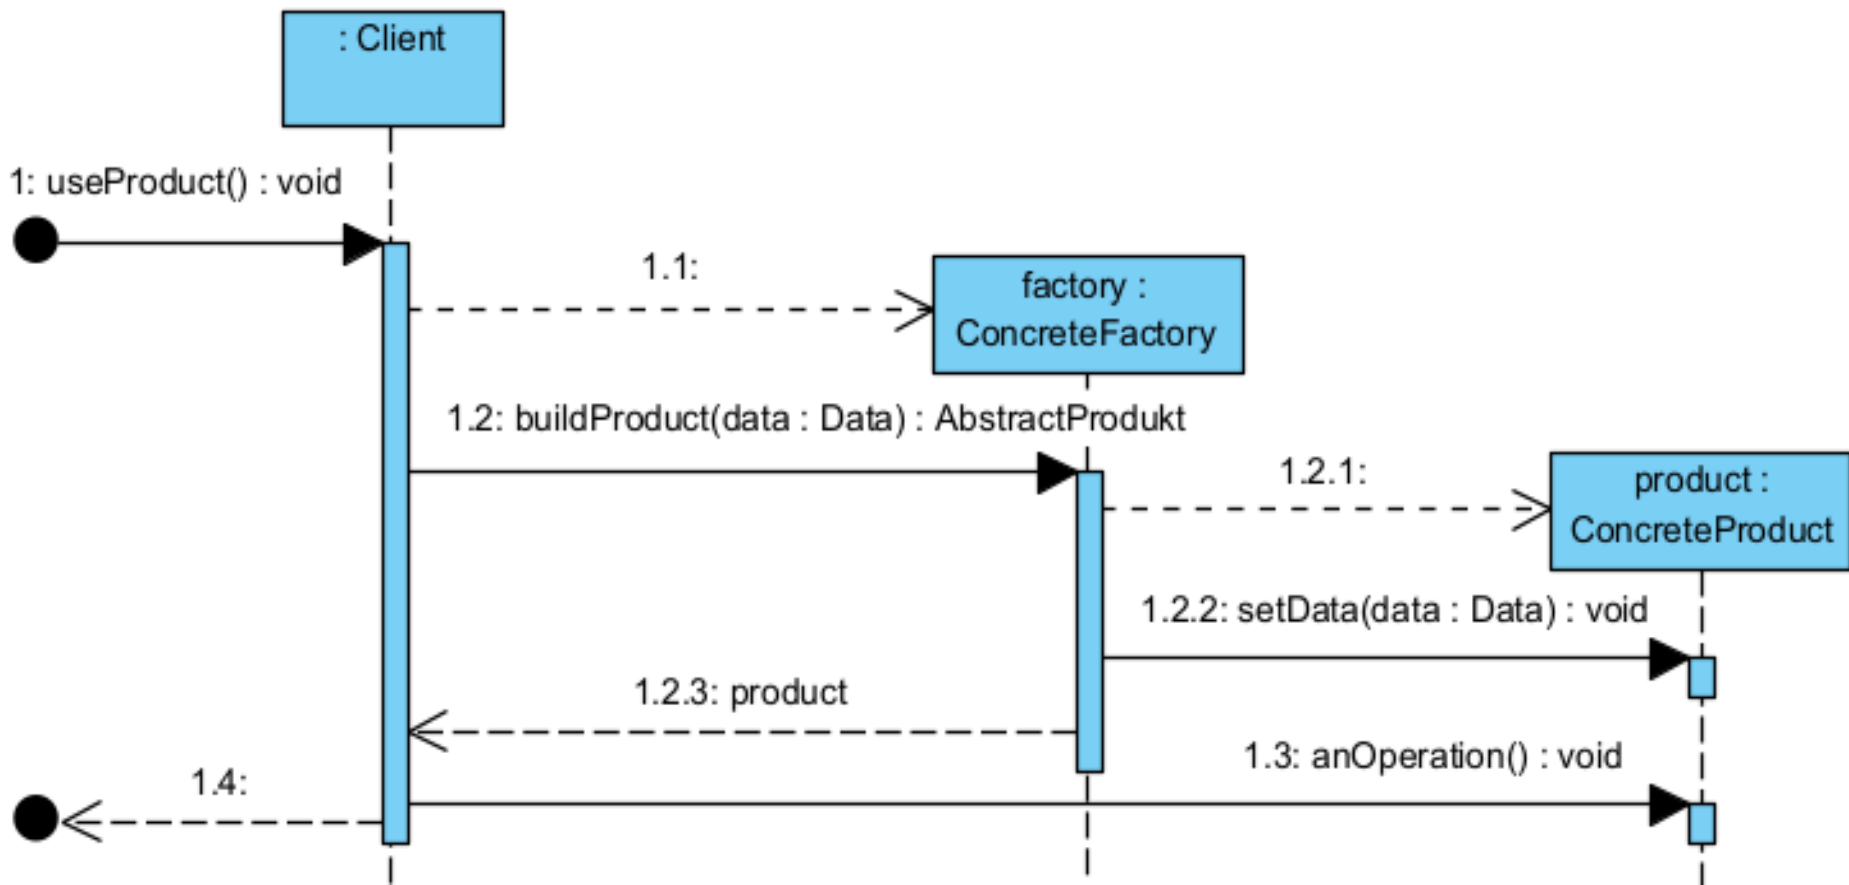 : Client
1: useProduct() : void
1.1:
factory :
ConcreteFactory
1.2: buildProduct(data : Data) : AbstractProdukt
1.2.1:
product :
ConcreteProduct
1.2.2: setData(data : Data) : void
1.2.3: product
1.3: anOperation() : void
1.4: